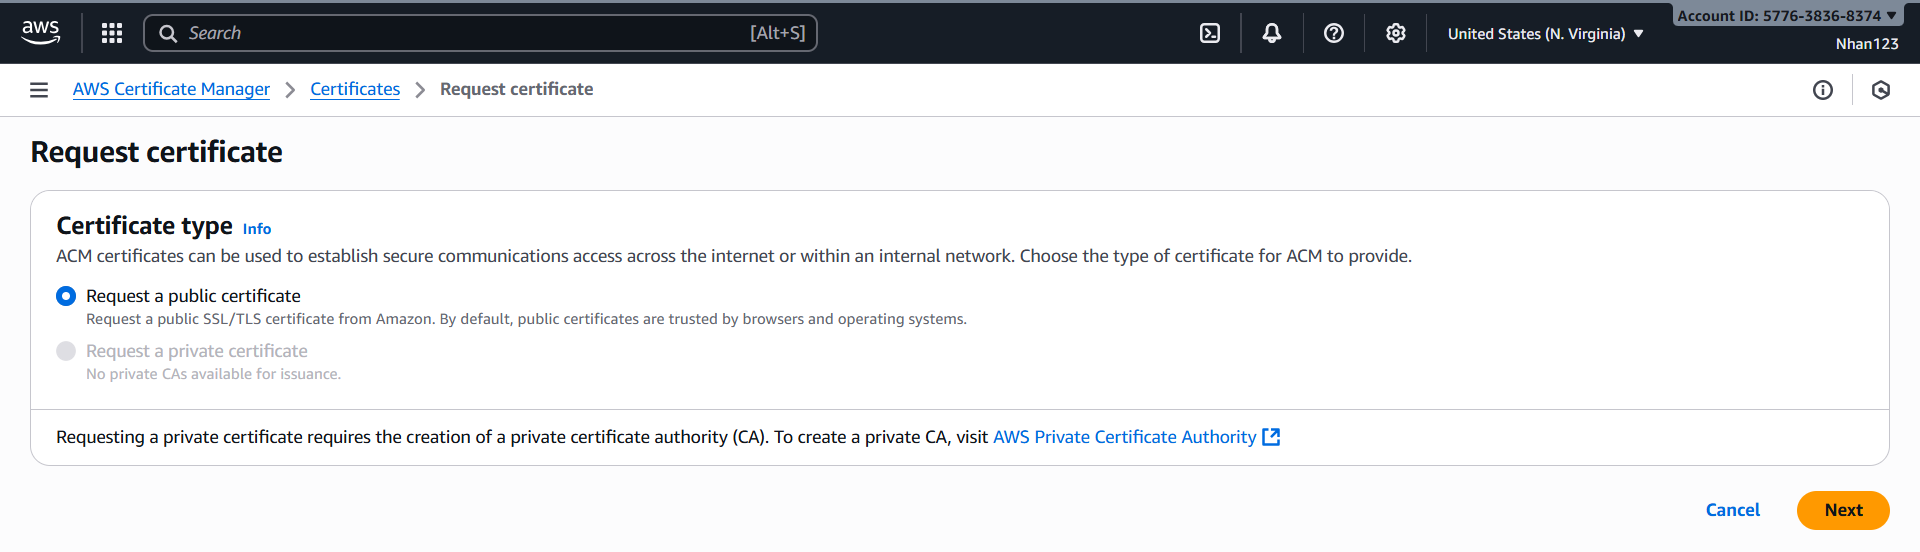 aws
Search [Alt+S]
United States (N. Virginia) ▼
Account ID: 5776-3836-8374 ▼
Nhan123
AWS Certificate Manager > Certificates > Request certificate
Request certificate
Certificate type Info
ACM certificates can be used to establish secure communications access across the internet or within an internal network. Choose the type of certificate for ACM to provide.
Request a public certificate
Request a public SSL/TLS certificate from Amazon. By default, public certificates are trusted by browsers and operating systems.
Request a private certificate
No private CAs available for issuance.
Requesting a private certificate requires the creation of a private certificate authority (CA). To create a private CA, visit AWS Private Certificate Authority
Cancel Next